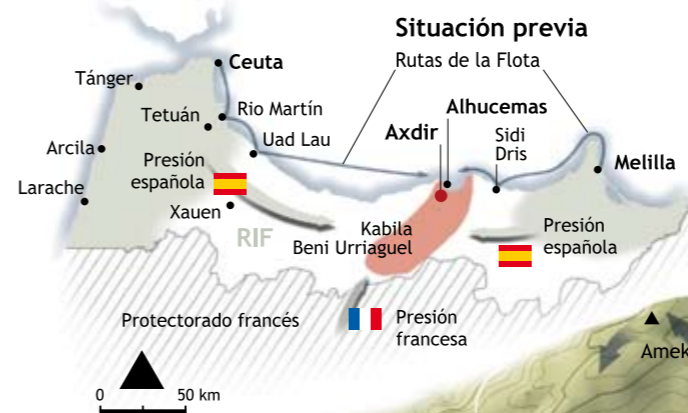 Situación previa
Rutas de la Flota
Ceuta
Tánger
Alhucemas
Rio Martín
Tetuán
Axdir
Sidi
Dris
Uad Lau
Arcila
Melilla
Presión
española
Larache
Xauen
Kabila
Beni Urriaguel
RIF
Presión
española
Protectorado francés
Presión
francesa
Amek
0 50 km